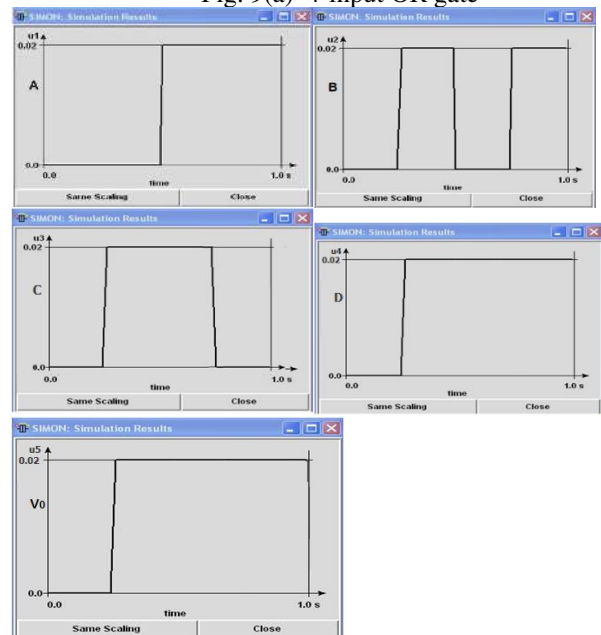 Fig. 9(a) 4-input OR gate
SIMON: Simulation Results
u1
0.02
A
0.0
0.0
1.0 s
time
Same Scaling
Close
SIMON: Simulation Results
u2
0.02
B
0.0
0.0
1.0 s
time
Same Scaling
Close
SIMON: Simulation Results
u3
0.02
C
0.0
0.0
1.0 s
time
Same Scaling
Close
SIMON: Simulation Results
u4
0.02
D
0.0
0.0
1.0 s
time
Same Scaling
Close
SIMON: Simulation Results
u5
0.02
V0
0.0
0.0
1.0 s
time
Same Scaling
Close